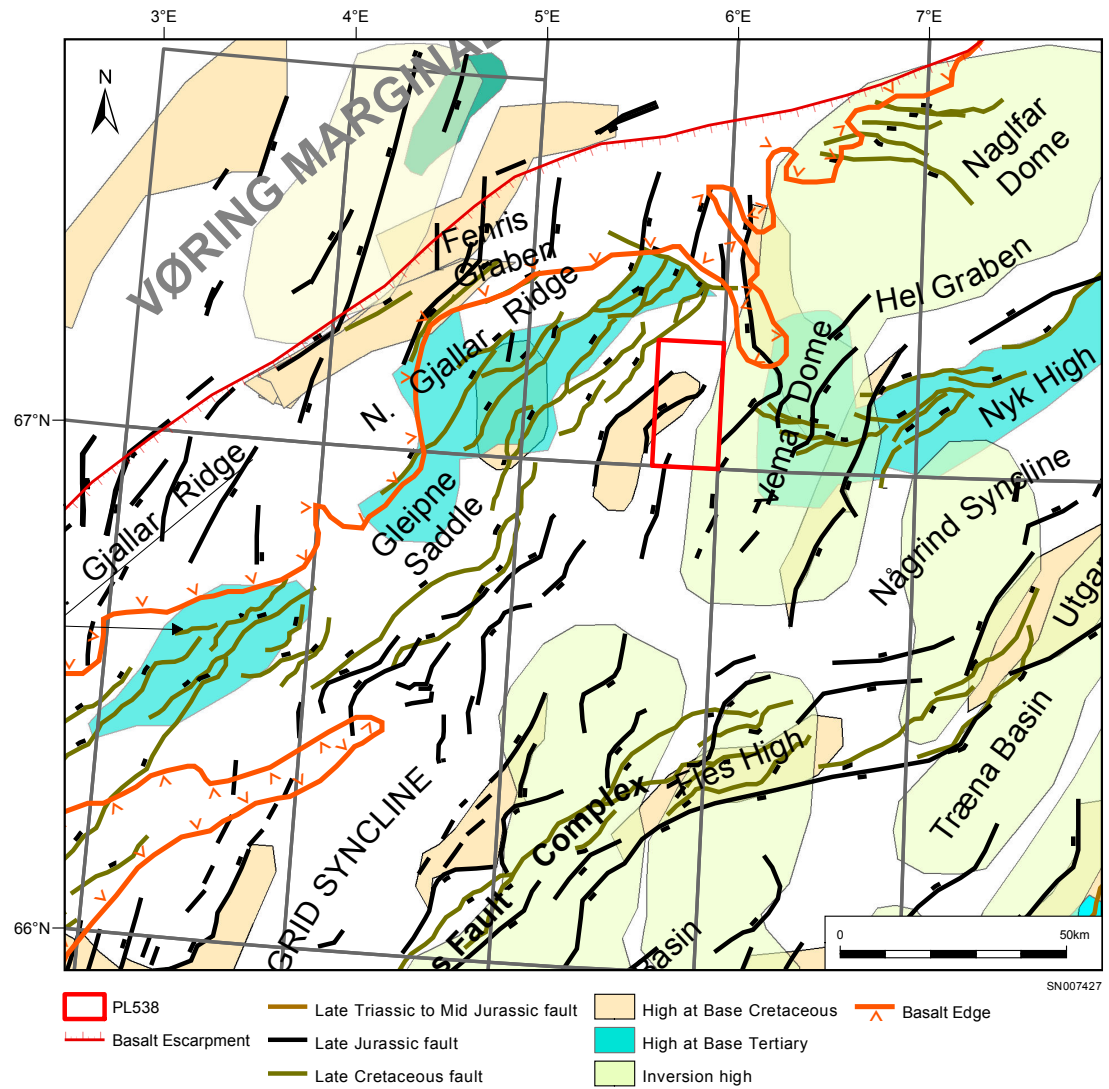 3°E 4°E 5°E 6°E 7°E
N
VØRING MARGINAL
Naglfar
Dome
Fenris
Graben
Hel Graben
N. Gjallar Ridge
Vema Dome
Nyk High
67°N
Gjallar Ridge
Gleipne
Saddle
Någrind Syncline
Utgar
Træna Basin
Fles High
GRID SYNCLINE
s Fault Complex
Basin
66°N
0 50km
SN007427
PL538
Basalt Escarpment
Late Triassic to Mid Jurassic fault
Late Jurassic fault
Late Cretaceous fault
High at Base Cretaceous
High at Base Tertiary
Inversion high
Basalt Edge